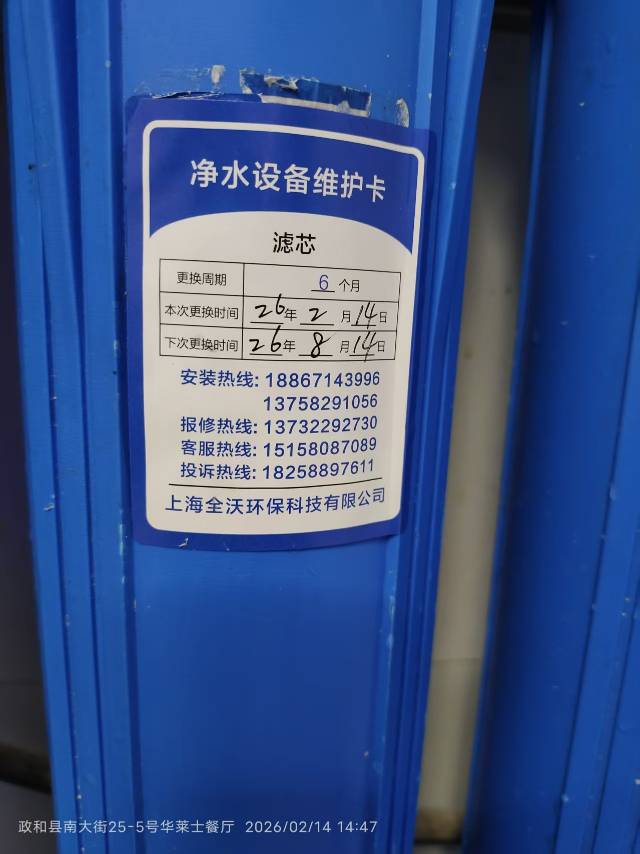 净水设备维护卡
滤芯
更换周期 6 个月
本次更换时间 26年 2 月 14日
下次更换时间 26年 8 月 14日
安装热线: 18867143996
13758291056
报修热线: 13732292730
客服热线: 15158087089
投诉热线: 18258897611
上海全沃环保科技有限公司
政和县南大街25-5号华莱士餐厅 2026/02/14 14:47